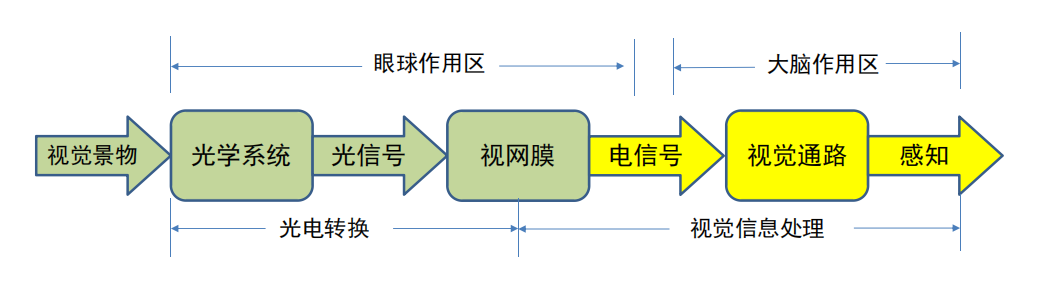 眼球作用区
大脑作用区
视觉景物
光学系统
光信号
视网膜
电信号
视觉通路
感知
光电转换
视觉信息处理